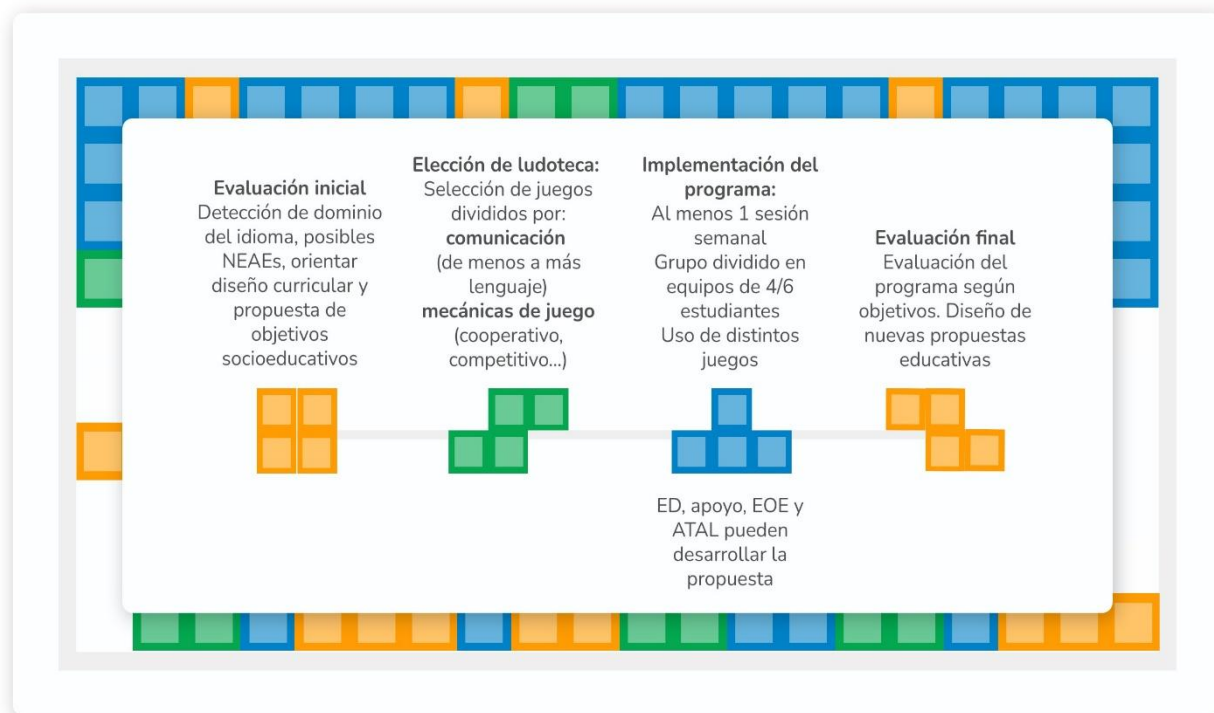 Evaluación inicial
Detección de dominio
del idioma, posibles
NEAEs, orientar
diseño curricular y
propuesta de
objetivos
socioeducativos
Elección de ludoteca:
Selección de juegos
divididos por:
comunicación
(de menos a más
lenguaje)
mecánicas de juego
(cooperativo,
competitivo...)
Implementación del
programa:
Al menos 1 sesión
semanal
Grupo dividido en
equipos de 4/6
estudiantes
Uso de distintos
juegos
ED, apoyo, EOE y
ATAL pueden
desarrollar la
propuesta
Evaluación final
Evaluación del
programa según
objetivos. Diseño de
nuevas propuestas
educativas